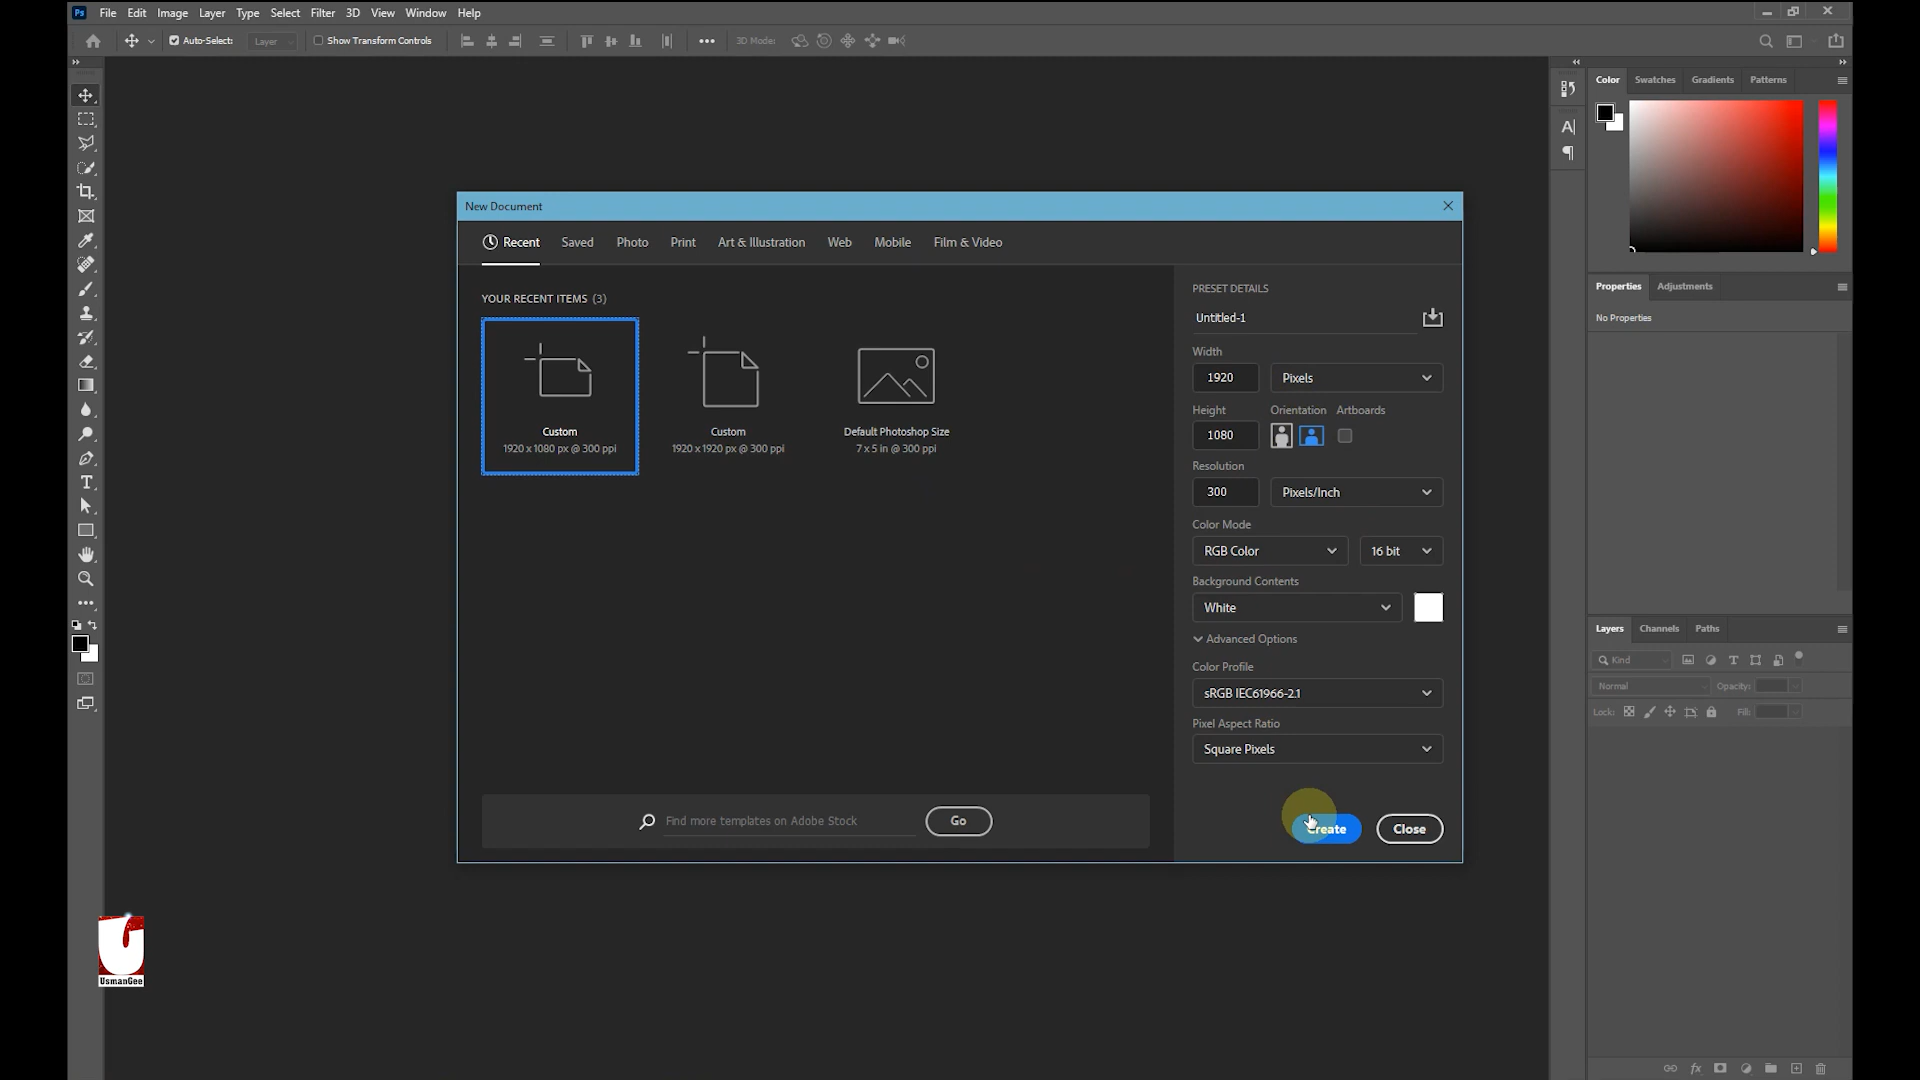 Ps File Edit Image Layer Type Select Filter 3D View Window Help
Auto-Select: Layer Show Transform Controls 3D Mode:
Color Swatches Gradients Patterns
New Document
Recent Saved Photo Print Art & Illustration Web Mobile Film & Video
YOUR RECENT ITEMS (3)
Custom
1920 x 1080 px @ 300 ppi
Custom
1920 x 1920 px @ 300 ppi
Default Photoshop Size
7 x 5 in @ 300 ppi
Find more templates on Adobe Stock Go
PRESET DETAILS
Untitled-1
Width
1920 Pixels
Height Orientation Artboards
1080
Resolution
300 Pixels/Inch
Color Mode
RGB Color 16 bit
Background Contents
White
Advanced Options
Color Profile
sRGB IEC61966-2.1
Pixel Aspect Ratio
Square Pixels
Create Close
Properties Adjustments
No Properties
Layers Channels Paths
Kind
Normal Opacity:
Lock: Fill:
UsmanGee